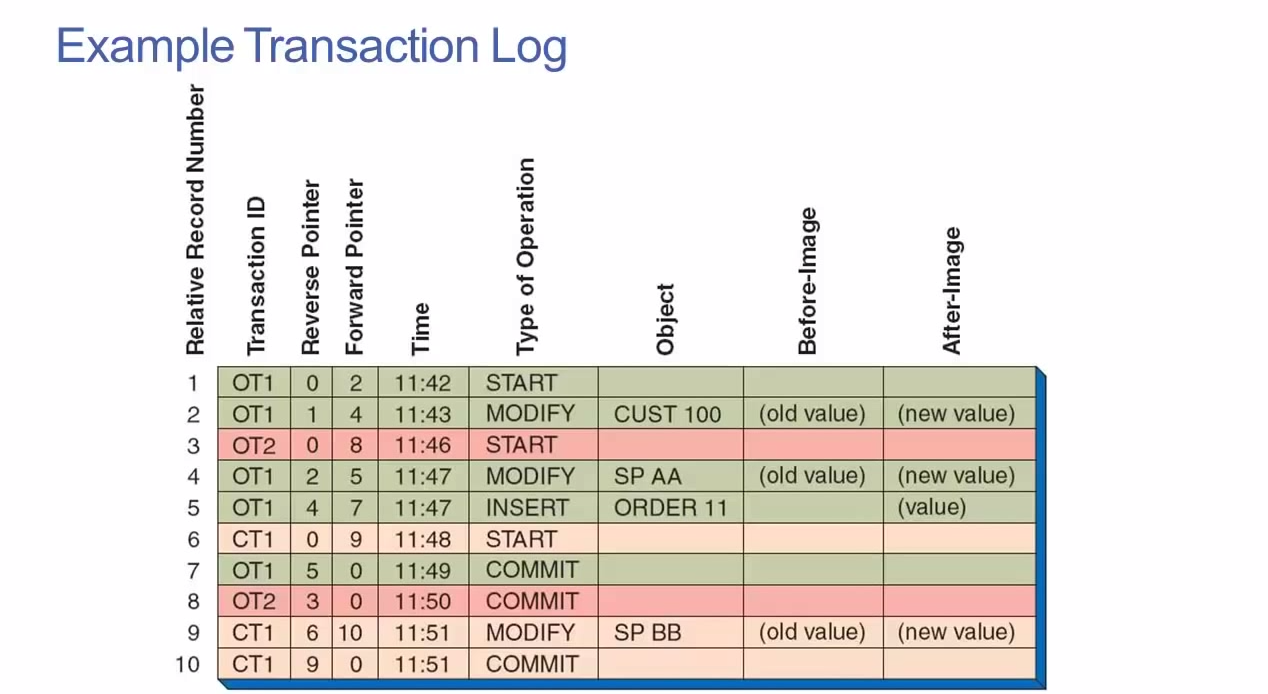 Example Transaction Log
Relative Record Number
Transaction ID
Reverse Pointer
Forward Pointer
Time
Type of Operation
Object
Before-Image
After-Image
1 OT1 0 2 11:42 START
2 OT1 1 4 11:43 MODIFY CUST 100 (old value) (new value)
3 OT2 0 8 11:46 START
4 OT1 2 5 11:47 MODIFY SP AA (old value) (new value)
5 OT1 4 7 11:47 INSERT ORDER 11 (value)
6 CT1 0 9 11:48 START
7 OT1 5 0 11:49 COMMIT
8 OT2 3 0 11:50 COMMIT
9 CT1 6 10 11:51 MODIFY SP BB (old value) (new value)
10 CT1 9 0 11:51 COMMIT